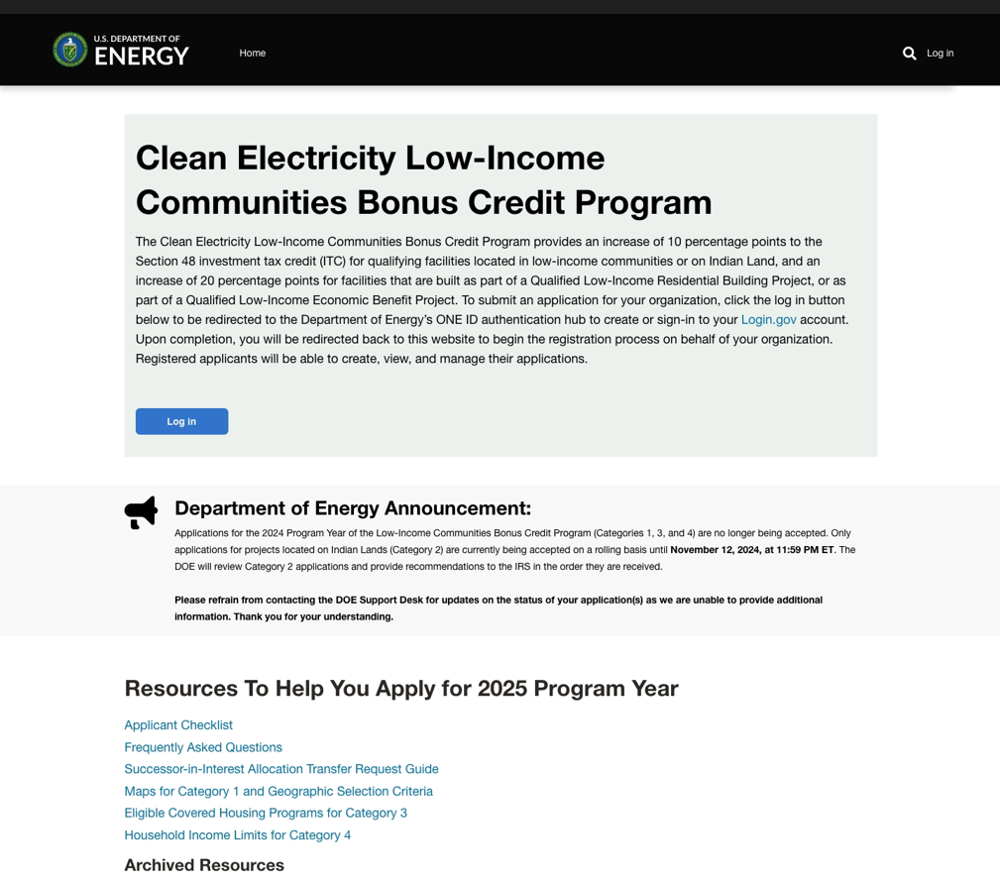 U.S. DEPARTMENT OF
ENERGY
Home
Log in
Clean Electricity Low-Income
Communities Bonus Credit Program
The Clean Electricity Low-Income Communities Bonus Credit Program provides an increase of 10 percentage points to the
Section 48 investment tax credit (ITC) for qualifying facilities located in low-income communities or on Indian Land, and an
increase of 20 percentage points for facilities that are built as part of a Qualified Low-Income Residential Building Project, or as
part of a Qualified Low-Income Economic Benefit Project. To submit an application for your organization, click the log in button
below to be redirected to the Department of Energy's ONE ID authentication hub to create or sign-in to your Login.gov account.
Upon completion, you will be redirected back to this website to begin the registration process on behalf of your organization.
Registered applicants will be able to create, view, and manage their applications.
Log in
Department of Energy Announcement:
Applications for the 2024 Program Year of the Low-Income Communities Bonus Credit Program (Categories 1, 3, and 4) are no longer being accepted. Only
applications for projects located on Indian Lands (Category 2) are currently being accepted on a rolling basis until November 12, 2024, at 11:59 PM ET. The
DOE will review Category 2 applications and provide recommendations to the IRS in the order they are received.
Please refrain from contacting the DOE Support Desk for updates on the status of your application(s) as we are unable to provide additional
information. Thank you for your understanding.
Resources To Help You Apply for 2025 Program Year
Applicant Checklist
Frequently Asked Questions
Successor-in-Interest Allocation Transfer Request Guide
Maps for Category 1 and Geographic Selection Criteria
Eligible Covered Housing Programs for Category 3
Household Income Limits for Category 4
Archived Resources